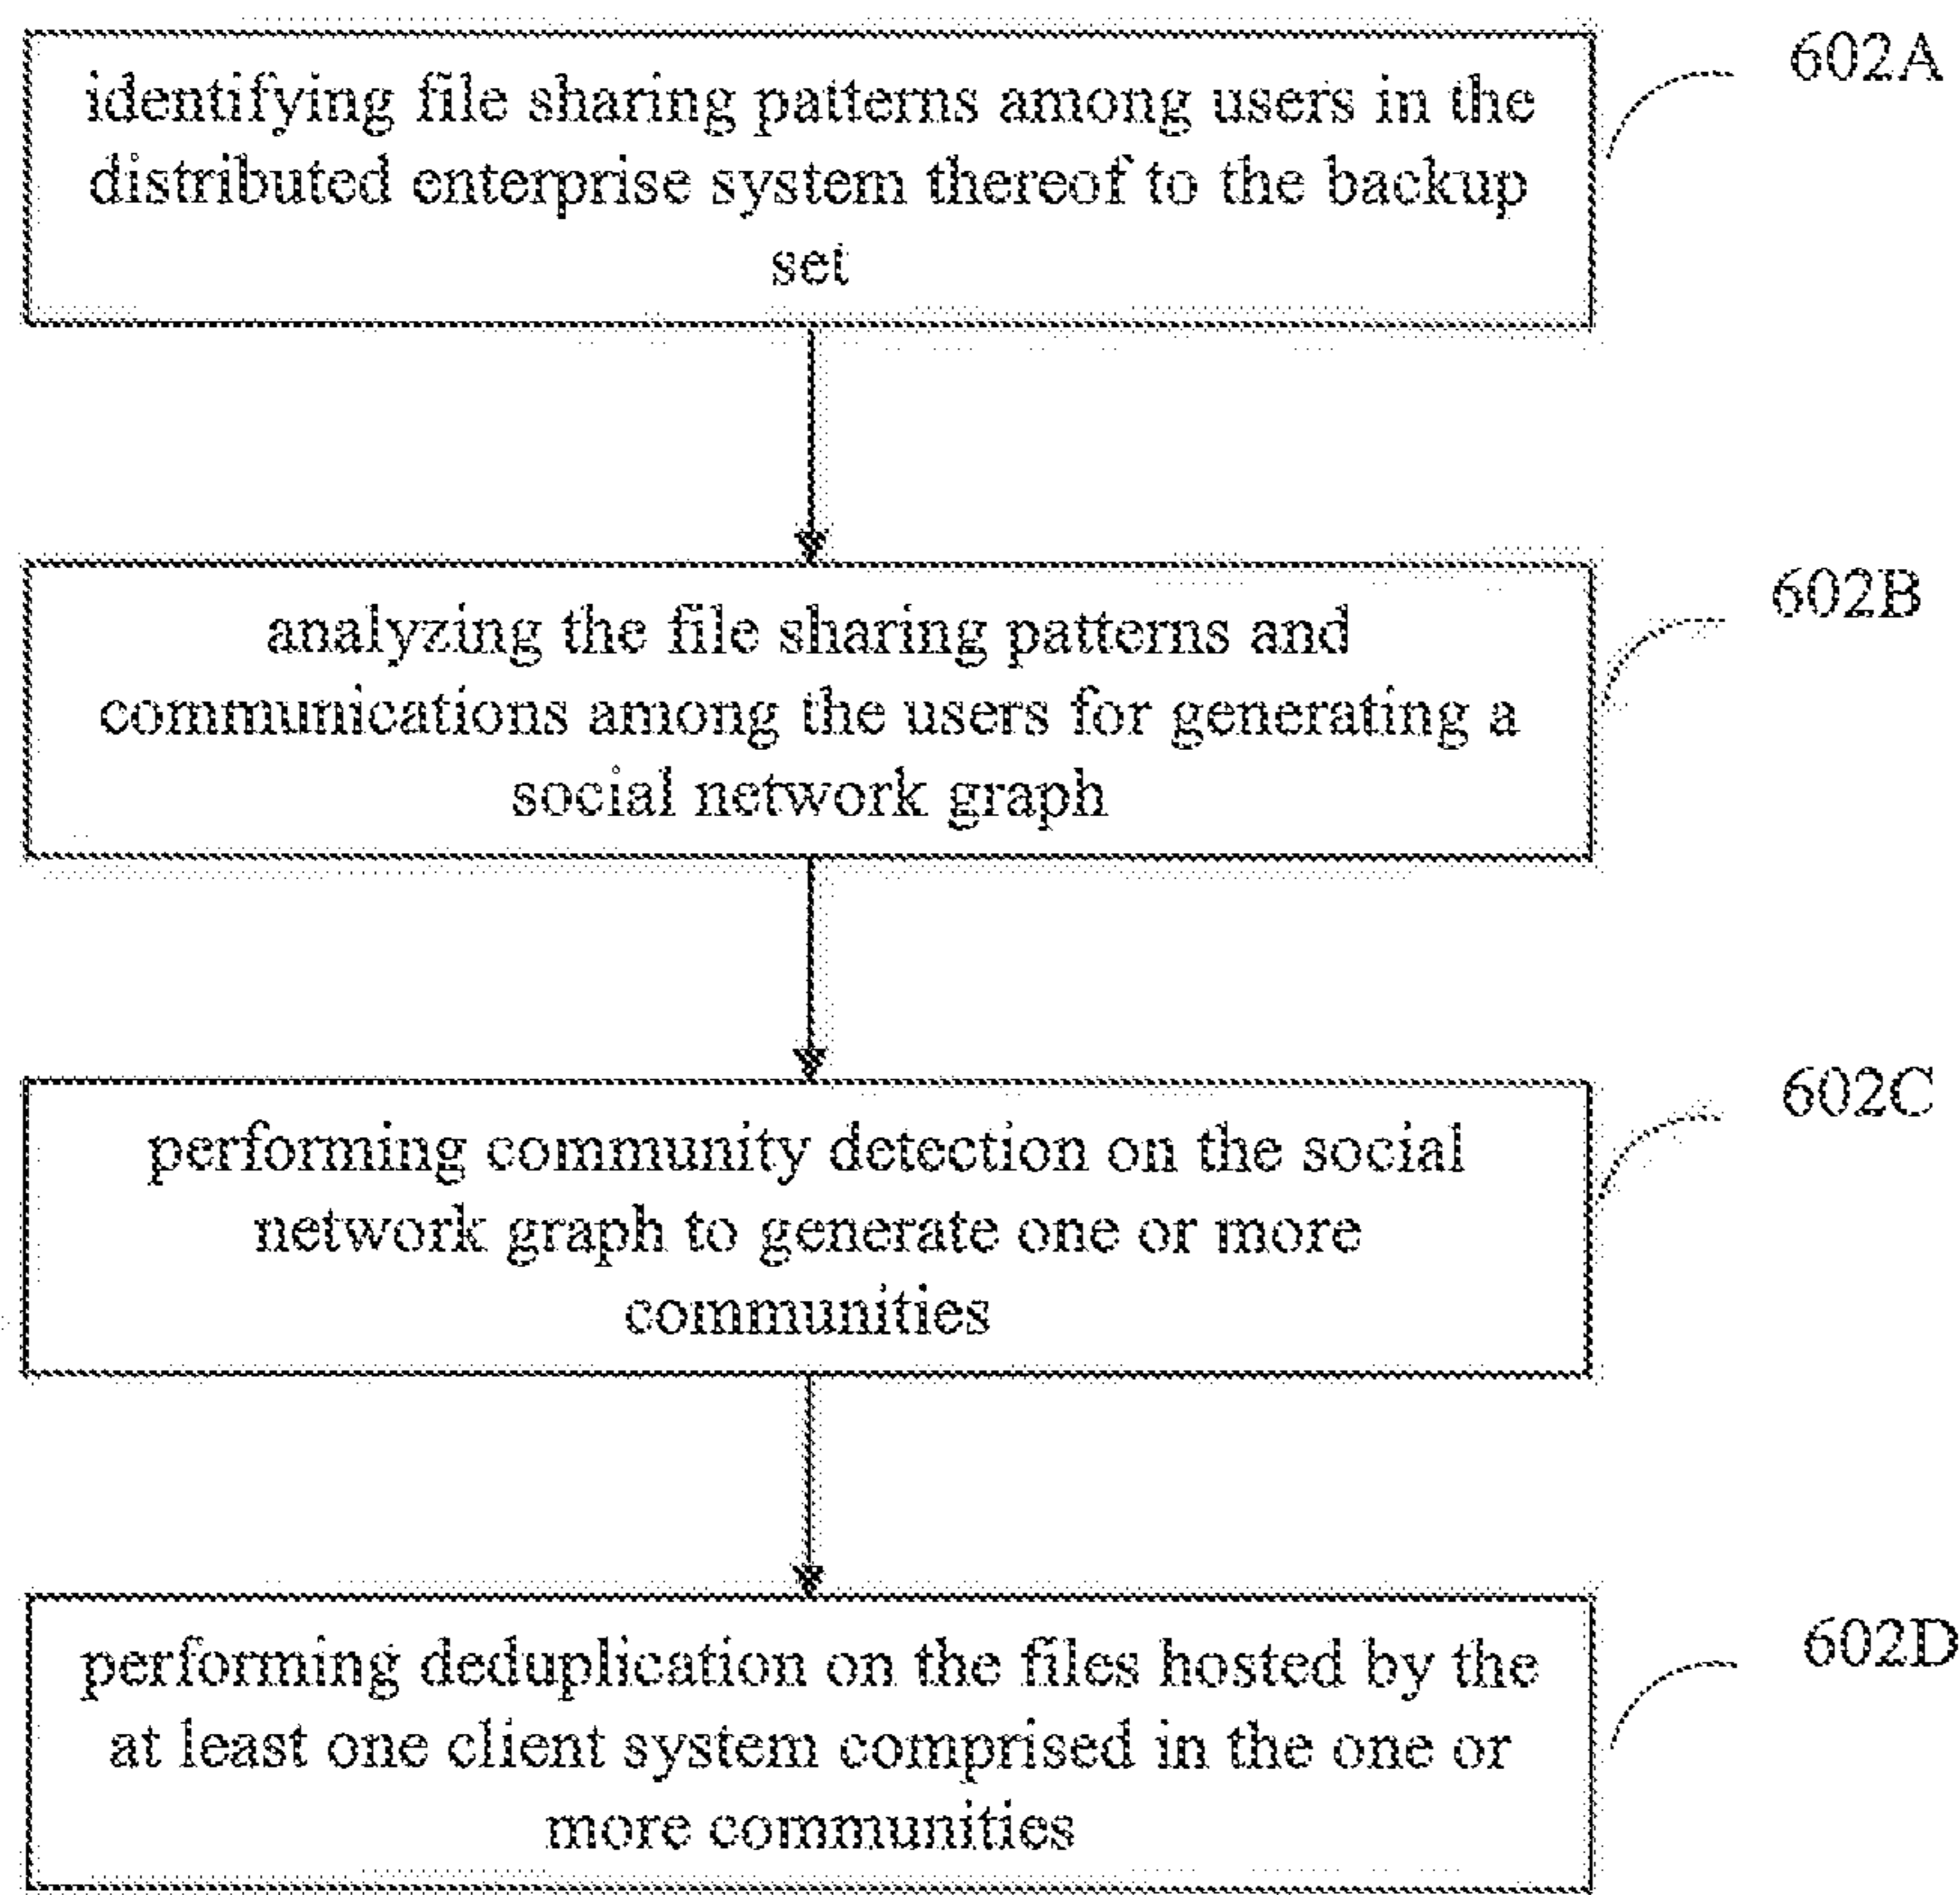 identifying file sharing patterns among users in the
distributed enterprise system thereof to the backup
set
602A
analyzing the file sharing patterns and
communications among the users for generating a
social network graph
602B
performing community detection on the social
network graph to generate one or more
communities
602C
performing deduplication on the files hosted by the
at least one client system comprised in the one or
more communities
602D